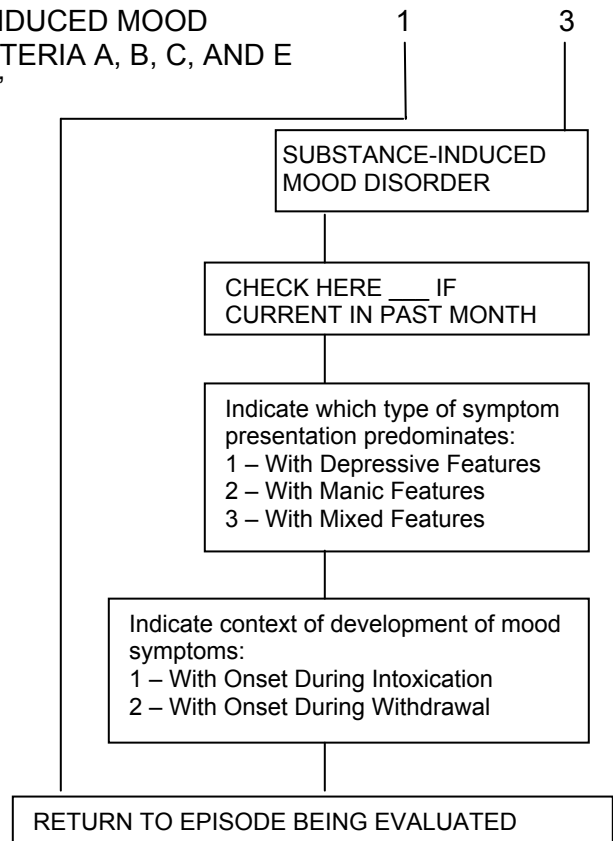 NDUCED MOOD 1 3
TERIA A, B, C, AND E
SUBSTANCE-INDUCED
MOOD DISORDER
CHECK HERE ___ IF
CURRENT IN PAST MONTH
Indicate which type of symptom
presentation predominates:
1 – With Depressive Features
2 – With Manic Features
3 – With Mixed Features
Indicate context of development of mood
symptoms:
1 – With Onset During Intoxication
2 – With Onset During Withdrawal
RETURN TO EPISODE BEING EVALUATED